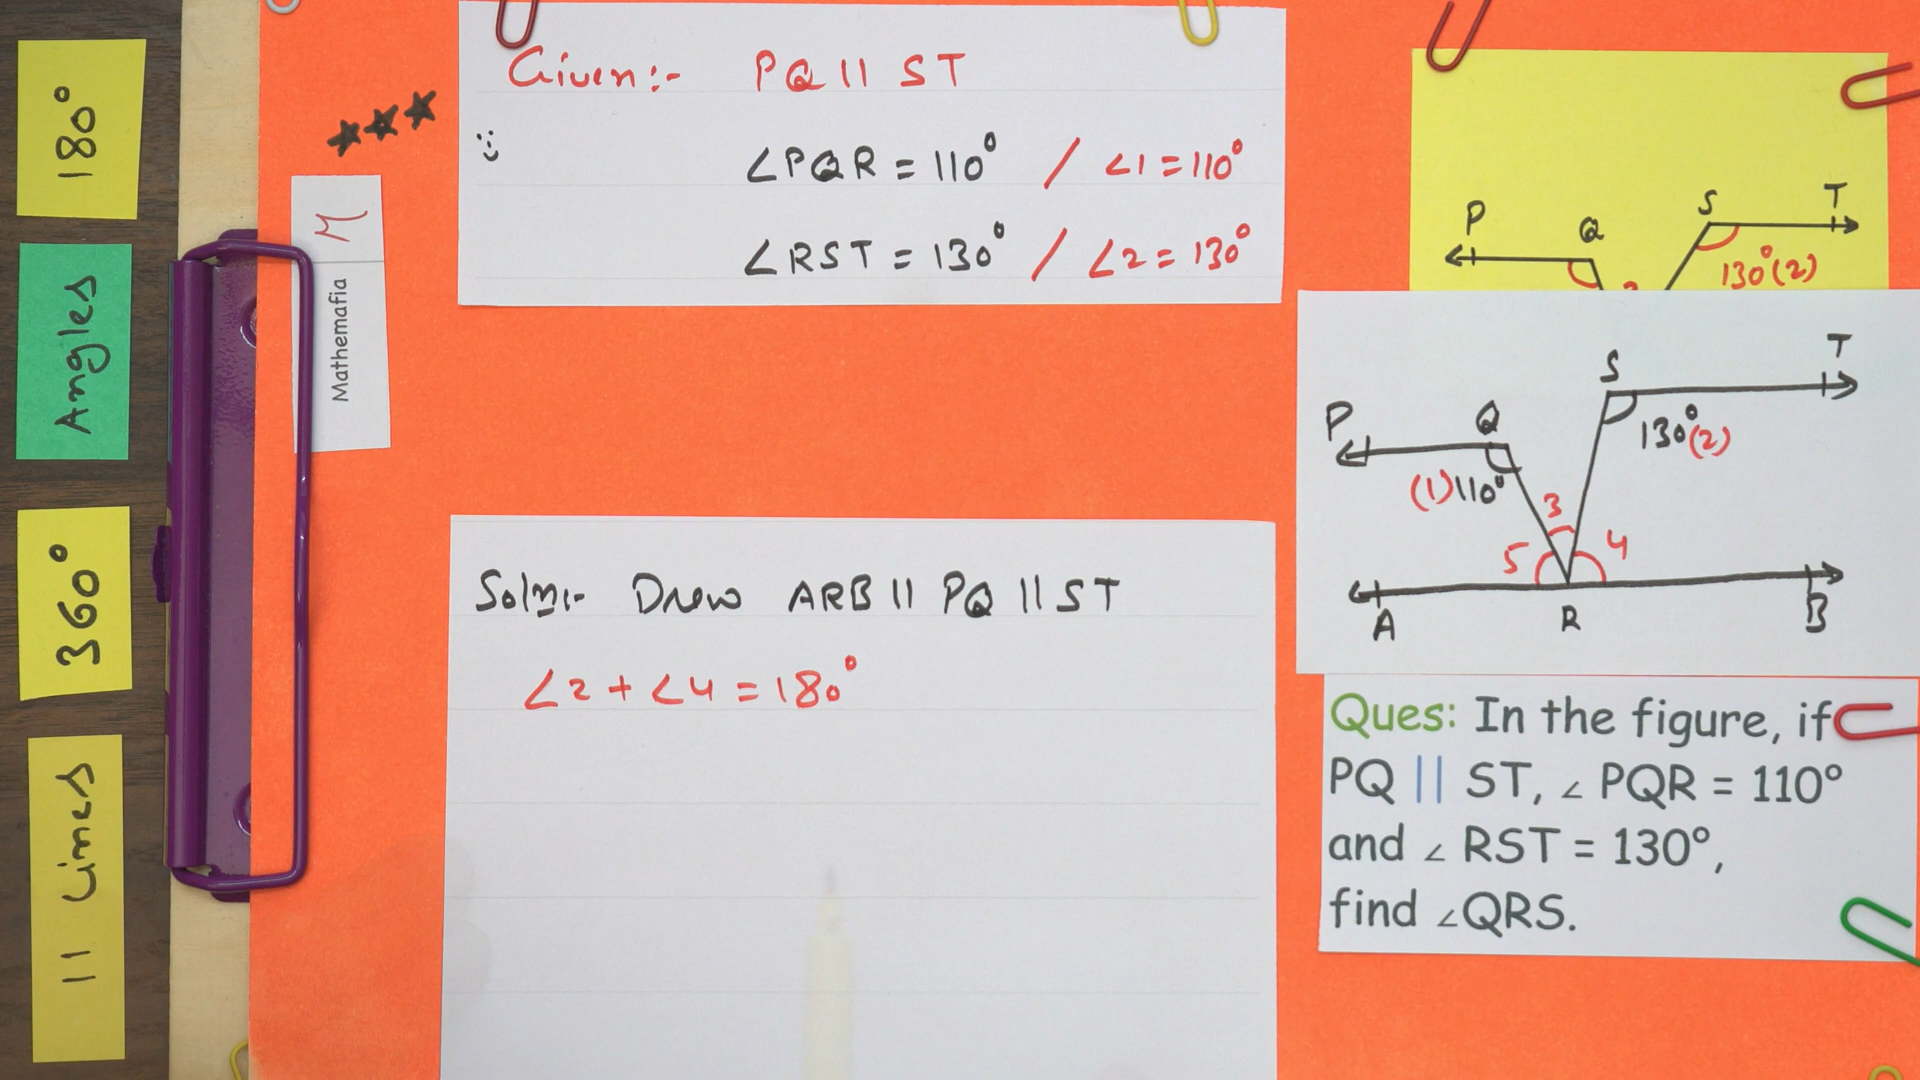 180°
Angles
360°
11 Lines
M
Mathemafia
Given:- PQ || ST
∠PQR = 110° / ∠1 = 110°
∠RST = 130° / ∠2 = 130°
Soln:- Draw ARB || PQ || ST
∠2 + ∠4 = 180°
P Q S T
130°(2)
S T
P Q
130°(2)
(1)110°
3
5 4
A R B
Ques: In the figure, if
PQ || ST, ∠ PQR = 110°
and ∠ RST = 130°,
find ∠QRS.